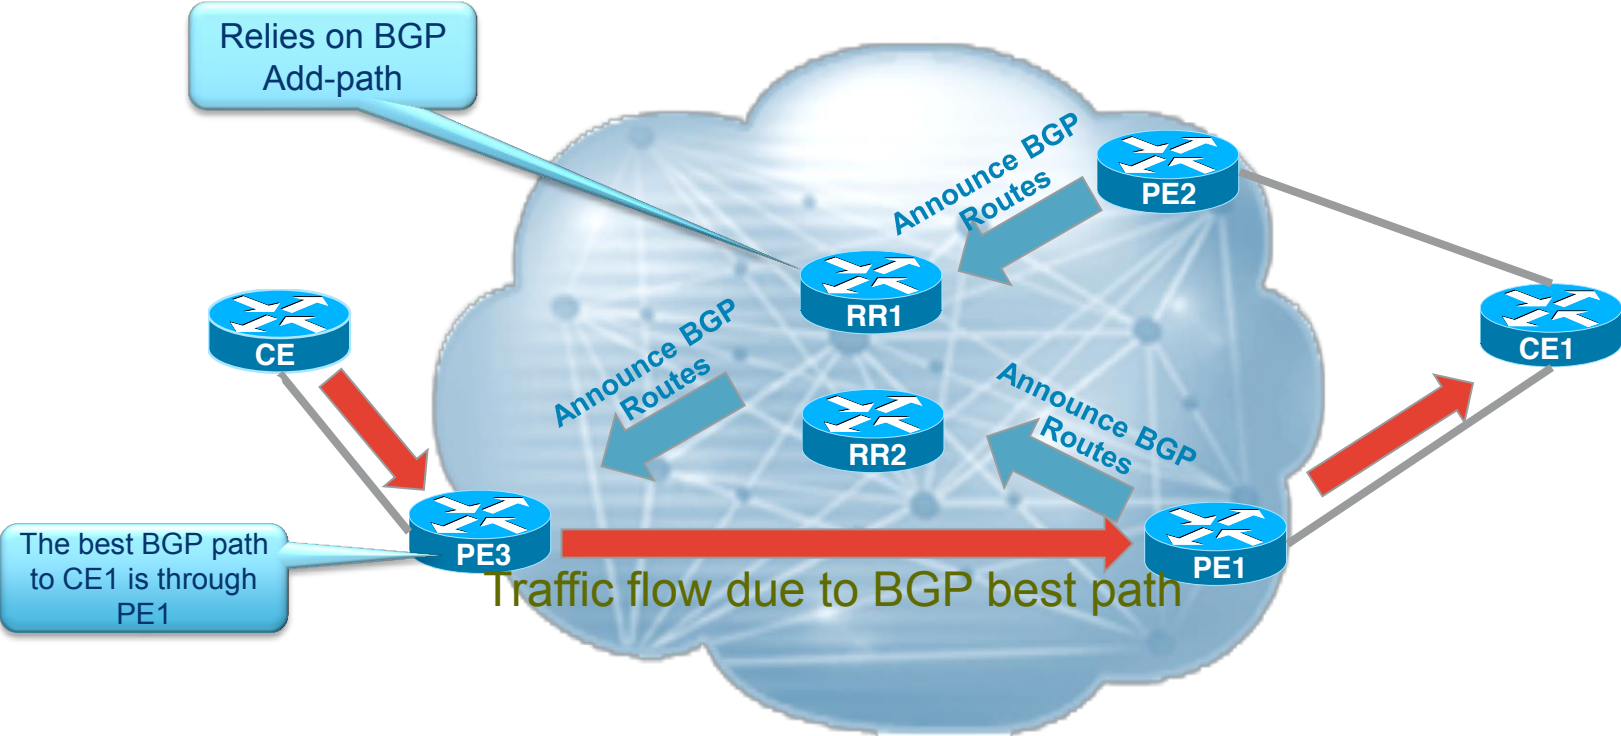 Relies on BGP
Add-path
Announce BGP
Routes
PE2
RR1
CE
CE1
Announce BGP
Routes
Announce BGP
Routes
RR2
The best BGP path
to CE1 is through
PE1
PE3
PE1
Traffic flow due to BGP best path